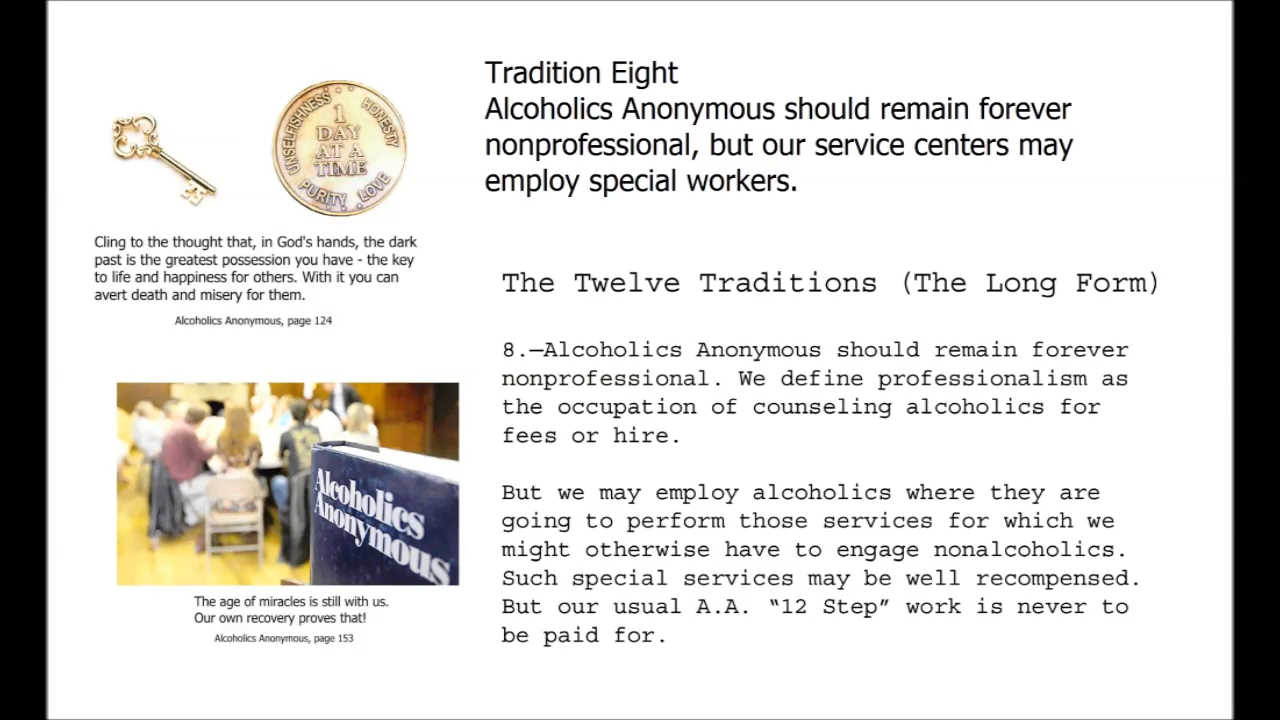 UNSELFISHNESS
HONESTY
1
DAY
AT A
TIME
PURITY
LOVE
Cling to the thought that, in God's hands, the dark
past is the greatest possession you have - the key
to life and happiness for others. With it you can
avert death and misery for them.
Alcoholics Anonymous, page 124
Alcoholics
Anonymous
The age of miracles is still with us.
Our own recovery proves that!
Alcoholics Anonymous, page 153
Tradition Eight
Alcoholics Anonymous should remain forever
nonprofessional, but our service centers may
employ special workers.
The Twelve Traditions (The Long Form)
8.—Alcoholics Anonymous should remain forever
nonprofessional. We define professionalism as
the occupation of counseling alcoholics for
fees or hire.
But we may employ alcoholics where they are
going to perform those services for which we
might otherwise have to engage nonalcoholics.
Such special services may be well recompensed.
But our usual A.A. “12 Step” work is never to
be paid for.